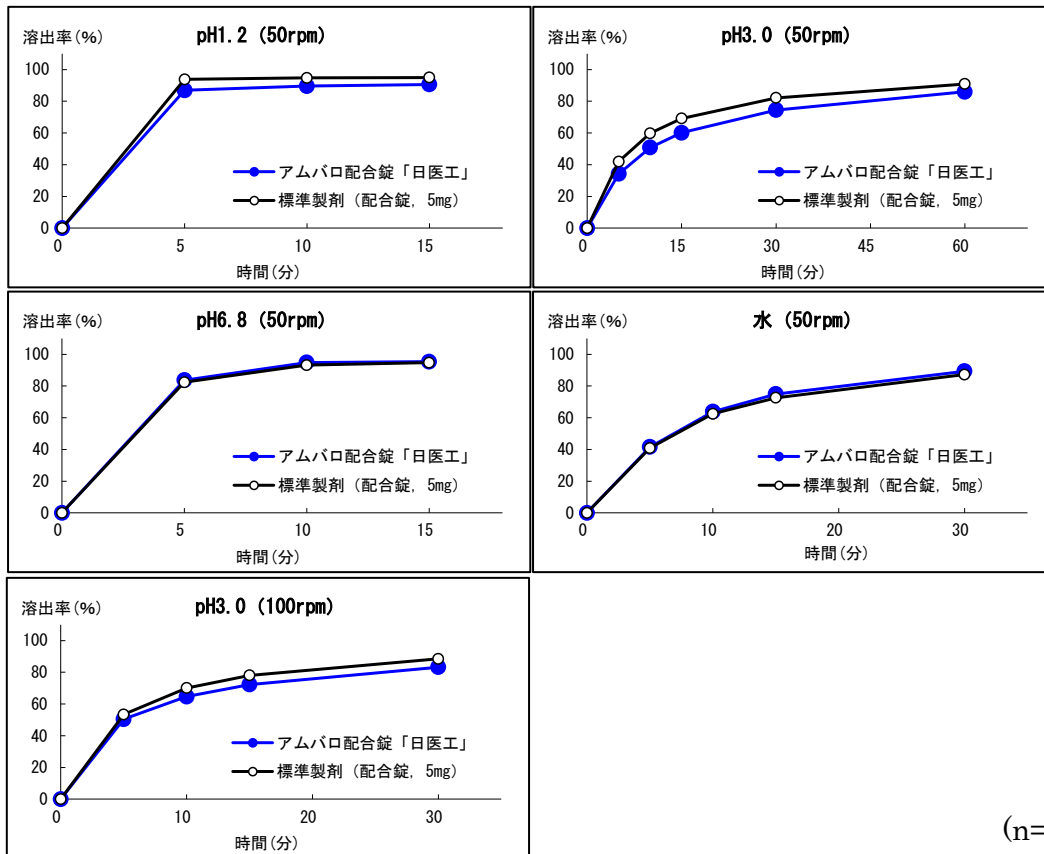 溶出率(%)
pH1.2 (50rpm)
100
80
60
40
20
0
アムバロ配合錠「日医工」
標準製剤 (配合錠, 5mg)
0
5
10
15
時間(分)
溶出率(%)
pH3.0 (50rpm)
100
80
60
40
20
0
アムバロ配合錠「日医工」
標準製剤 (配合錠, 5mg)
0
15
30
45
60
時間(分)
溶出率(%)
pH6.8 (50rpm)
100
80
60
40
20
0
アムバロ配合錠「日医工」
標準製剤 (配合錠, 5mg)
0
5
10
15
時間(分)
溶出率(%)
水 (50rpm)
100
80
60
40
20
0
アムバロ配合錠「日医工」
標準製剤 (配合錠, 5mg)
0
10
20
30
時間(分)
溶出率(%)
pH3.0 (100rpm)
100
80
60
40
20
0
アムバロ配合錠「日医工」
標準製剤 (配合錠, 5mg)
0
10
20
30
時間(分)
(n=